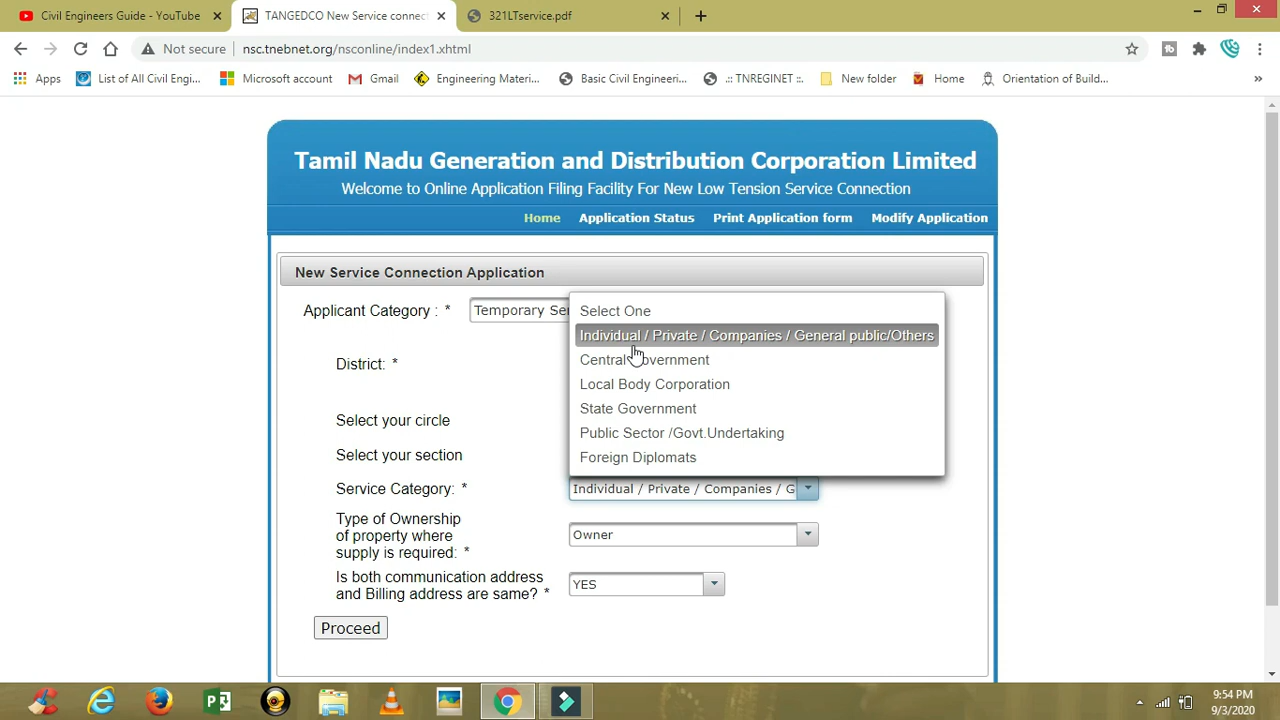 Civil Engineers Guide - YouTube
TANGEDCO New Service connect
321LTservice.pdf
Not secure
nsc.tnebnet.org/nsconline/index1.xhtml
Apps
List of All Civil Engi...
Microsoft account
Gmail
Engineering Materi...
Basic Civil Engineeri...
.:: TNREGINET ::.
New folder
Home
Orientation of Build...
»
Tamil Nadu Generation and Distribution Corporation Limited
Welcome to Online Application Filing Facility For New Low Tension Service Connection
Home
Application Status
Print Application form
Modify Application
New Service Connection Application
Applicant Category : *
Temporary Ser
Select One
Individual / Private / Companies / General public/Others
Central Government
Local Body Corporation
State Government
Public Sector /Govt.Undertaking
Foreign Diplomats
District: *
Select your circle
Select your section
Service Category: *
Individual / Private / Companies / G
Type of Ownership
of property where
supply is required: *
Owner
Is both communication address
and Billing address are same? *
YES
Proceed
9:54 PM
9/3/2020